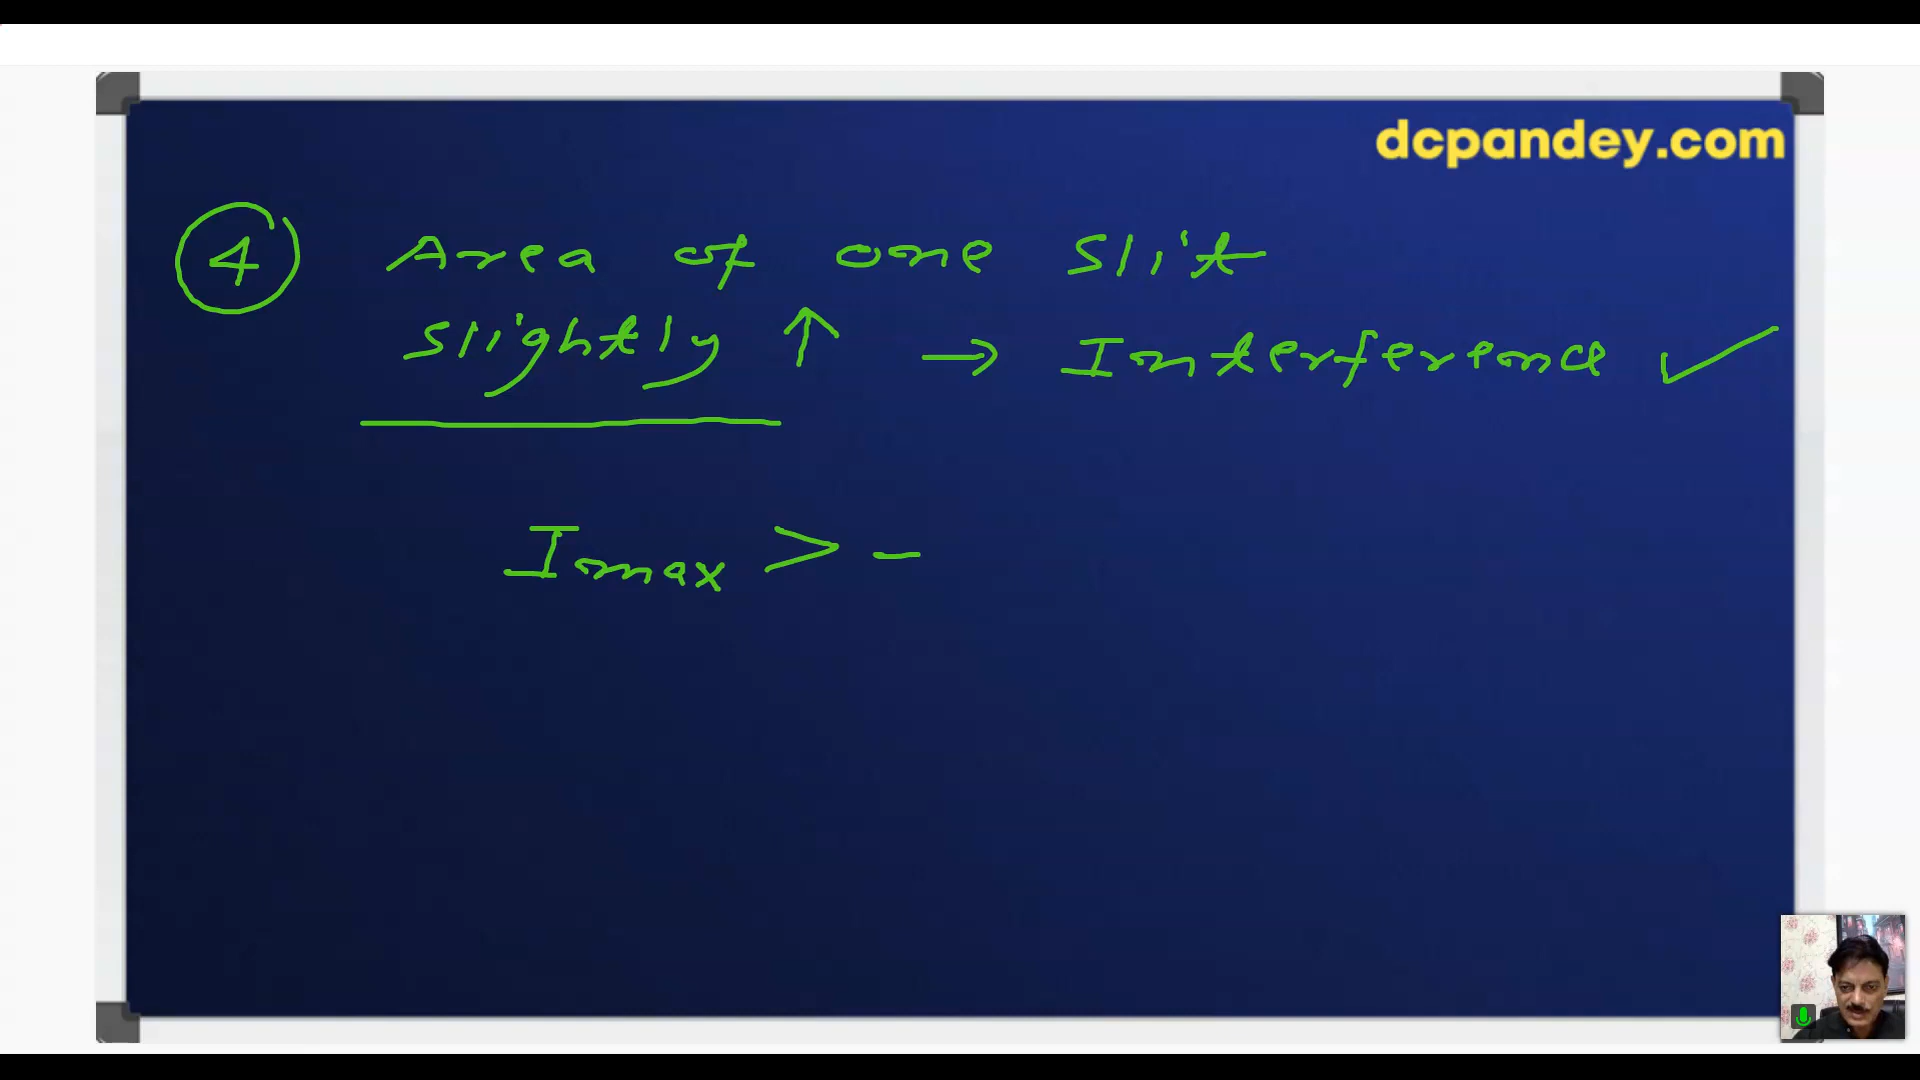 dcpandey.com
④ Area of one slit
slightly ↑ → Interference ✓
Imax > -